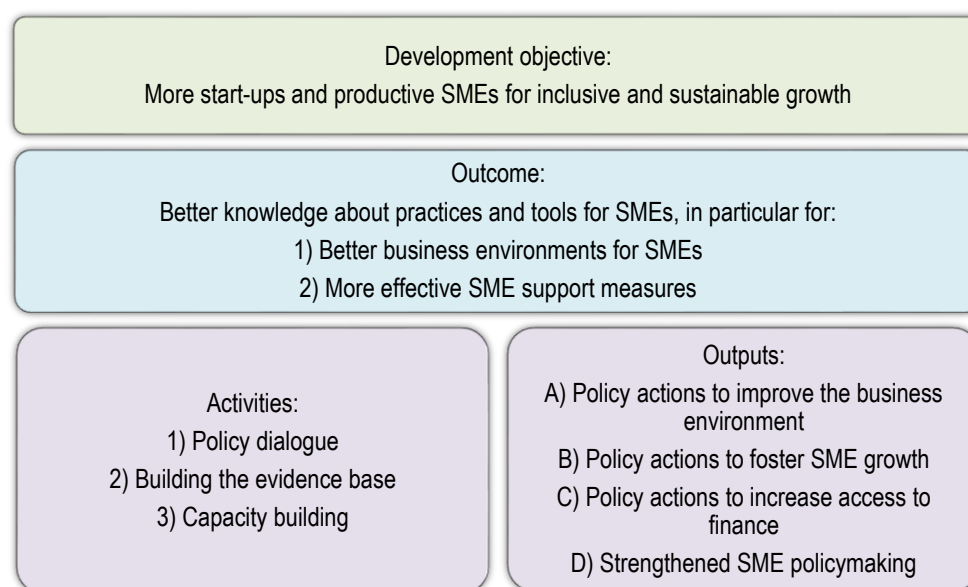 Development objective:
More start-ups and productive SMEs for inclusive and sustainable growth
Outcome:
Better knowledge about practices and tools for SMEs, in particular for:
1) Better business environments for SMEs
2) More effective SME support measures
Activities:
1) Policy dialogue
2) Building the evidence base
3) Capacity building
Outputs:
A) Policy actions to improve the business
environment
B) Policy actions to foster SME growth
C) Policy actions to increase access to
finance
D) Strengthened SME policymaking